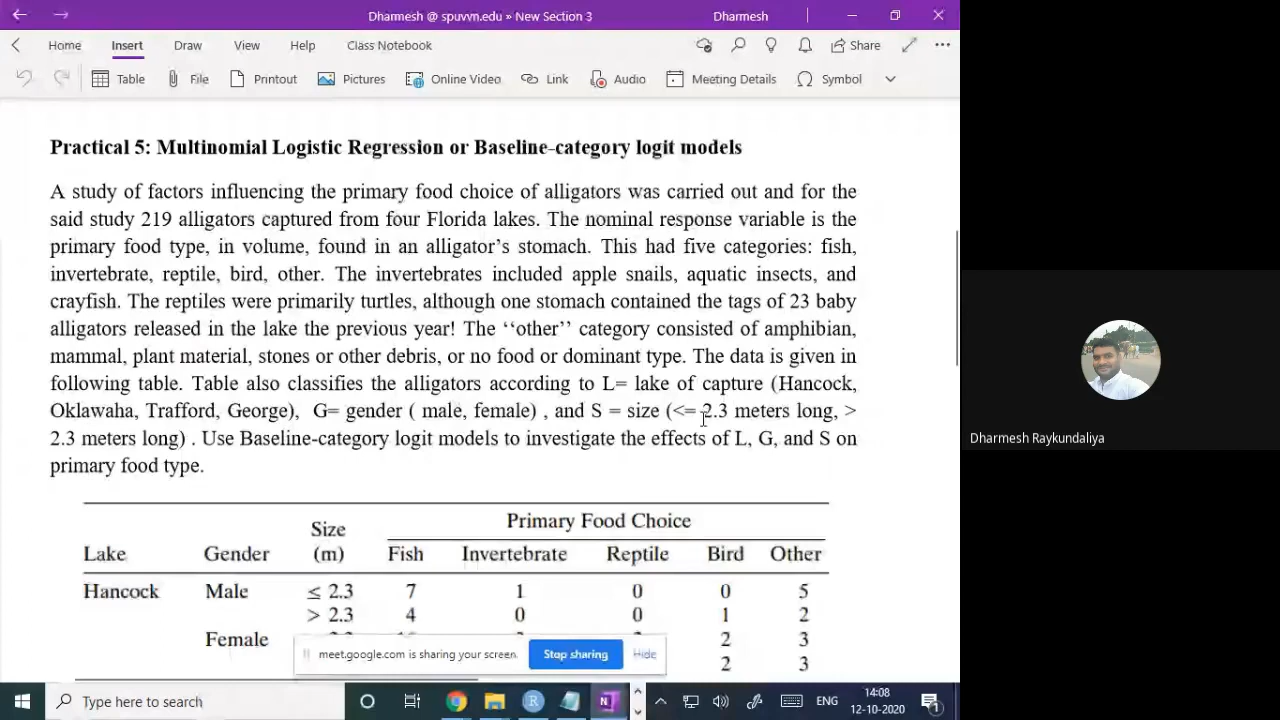 Dharmesh @ spuvvn.edu » New Section 3
Dharmesh
Home Insert Draw View Help Class Notebook
Share
Table File Printout Pictures Online Video Link Audio Meeting Details Symbol
Practical 5: Multinomial Logistic Regression or Baseline-category logit models
A study of factors influencing the primary food choice of alligators was carried out and for the
said study 219 alligators captured from four Florida lakes. The nominal response variable is the
primary food type, in volume, found in an alligator’s stomach. This had five categories: fish,
invertebrate, reptile, bird, other. The invertebrates included apple snails, aquatic insects, and
crayfish. The reptiles were primarily turtles, although one stomach contained the tags of 23 baby
alligators released in the lake the previous year! The ‘‘other’’ category consisted of amphibian,
mammal, plant material, stones or other debris, or no food or dominant type. The data is given in
following table. Table also classifies the alligators according to L= lake of capture (Hancock,
Oklawaha, Trafford, George), G= gender ( male, female) , and S = size (<= 2.3 meters long, >
2.3 meters long) . Use Baseline-category logit models to investigate the effects of L, G, and S on
primary food type.
Size Primary Food Choice
Lake Gender (m) Fish Invertebrate Reptile Bird Other
Hancock Male ≤ 2.3 7 1 0 0 5
> 2.3 4 0 0 1 2
Female 2 3
2 3
meet.google.com is sharing your screen.
Stop sharing
Hide
Dharmesh Raykundaliya
Type here to search
ENG
14:08
12-10-2020
1